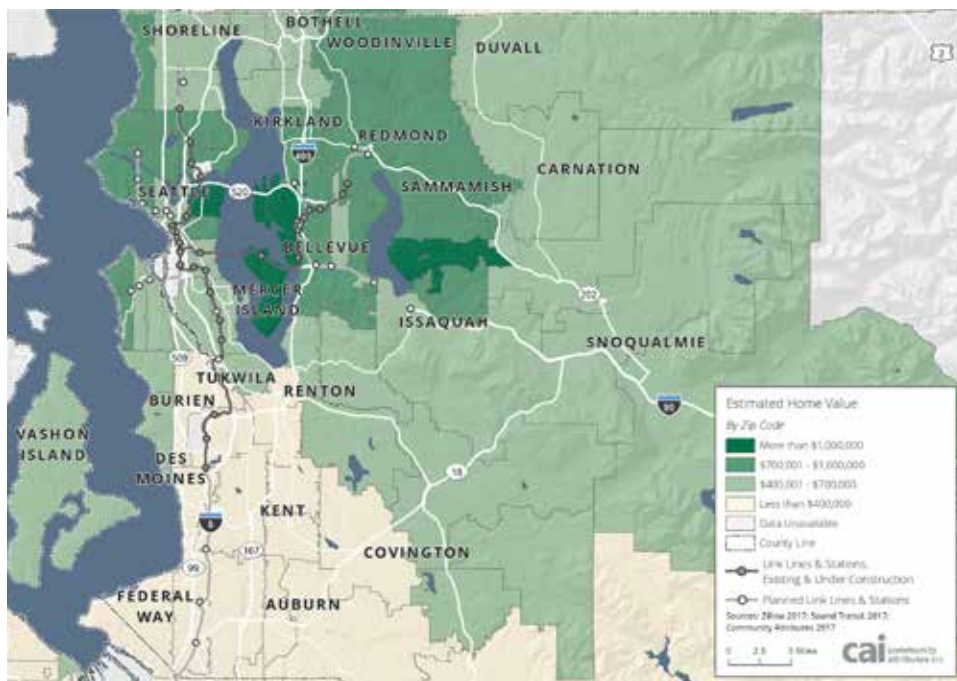 BOTHELL
SHORELINE
WOODINVILLE
DUVALL
2
KIRKLAND
REDMOND
405
CARNATION
SEATTLE
520
SAMMAMISH
BELLEVUE
MERCER
ISLAND
202
ISSAQUAH
SNOQUALMIE
509
TUKWILA
RENTON
BURIEN
90
VASHON
ISLAND
DES
MOINES
18
KENT
5
167
COVINGTON
99
FEDERAL
WAY
AUBURN
Estimated Home Value
By Zip Code
More than $1,000,000
$700,001 - $1,000,000
$400,001 - $700,000
Less than $400,000
Data Unavailable
County Line
Link Lines & Stations,
Existing & Under Construction
Planned Link Lines & Stations
Sources: Zillow 2017; Sound Transit 2017;
Community Attributes 2017
0 2.5 5 Miles
cai community
attributes inc